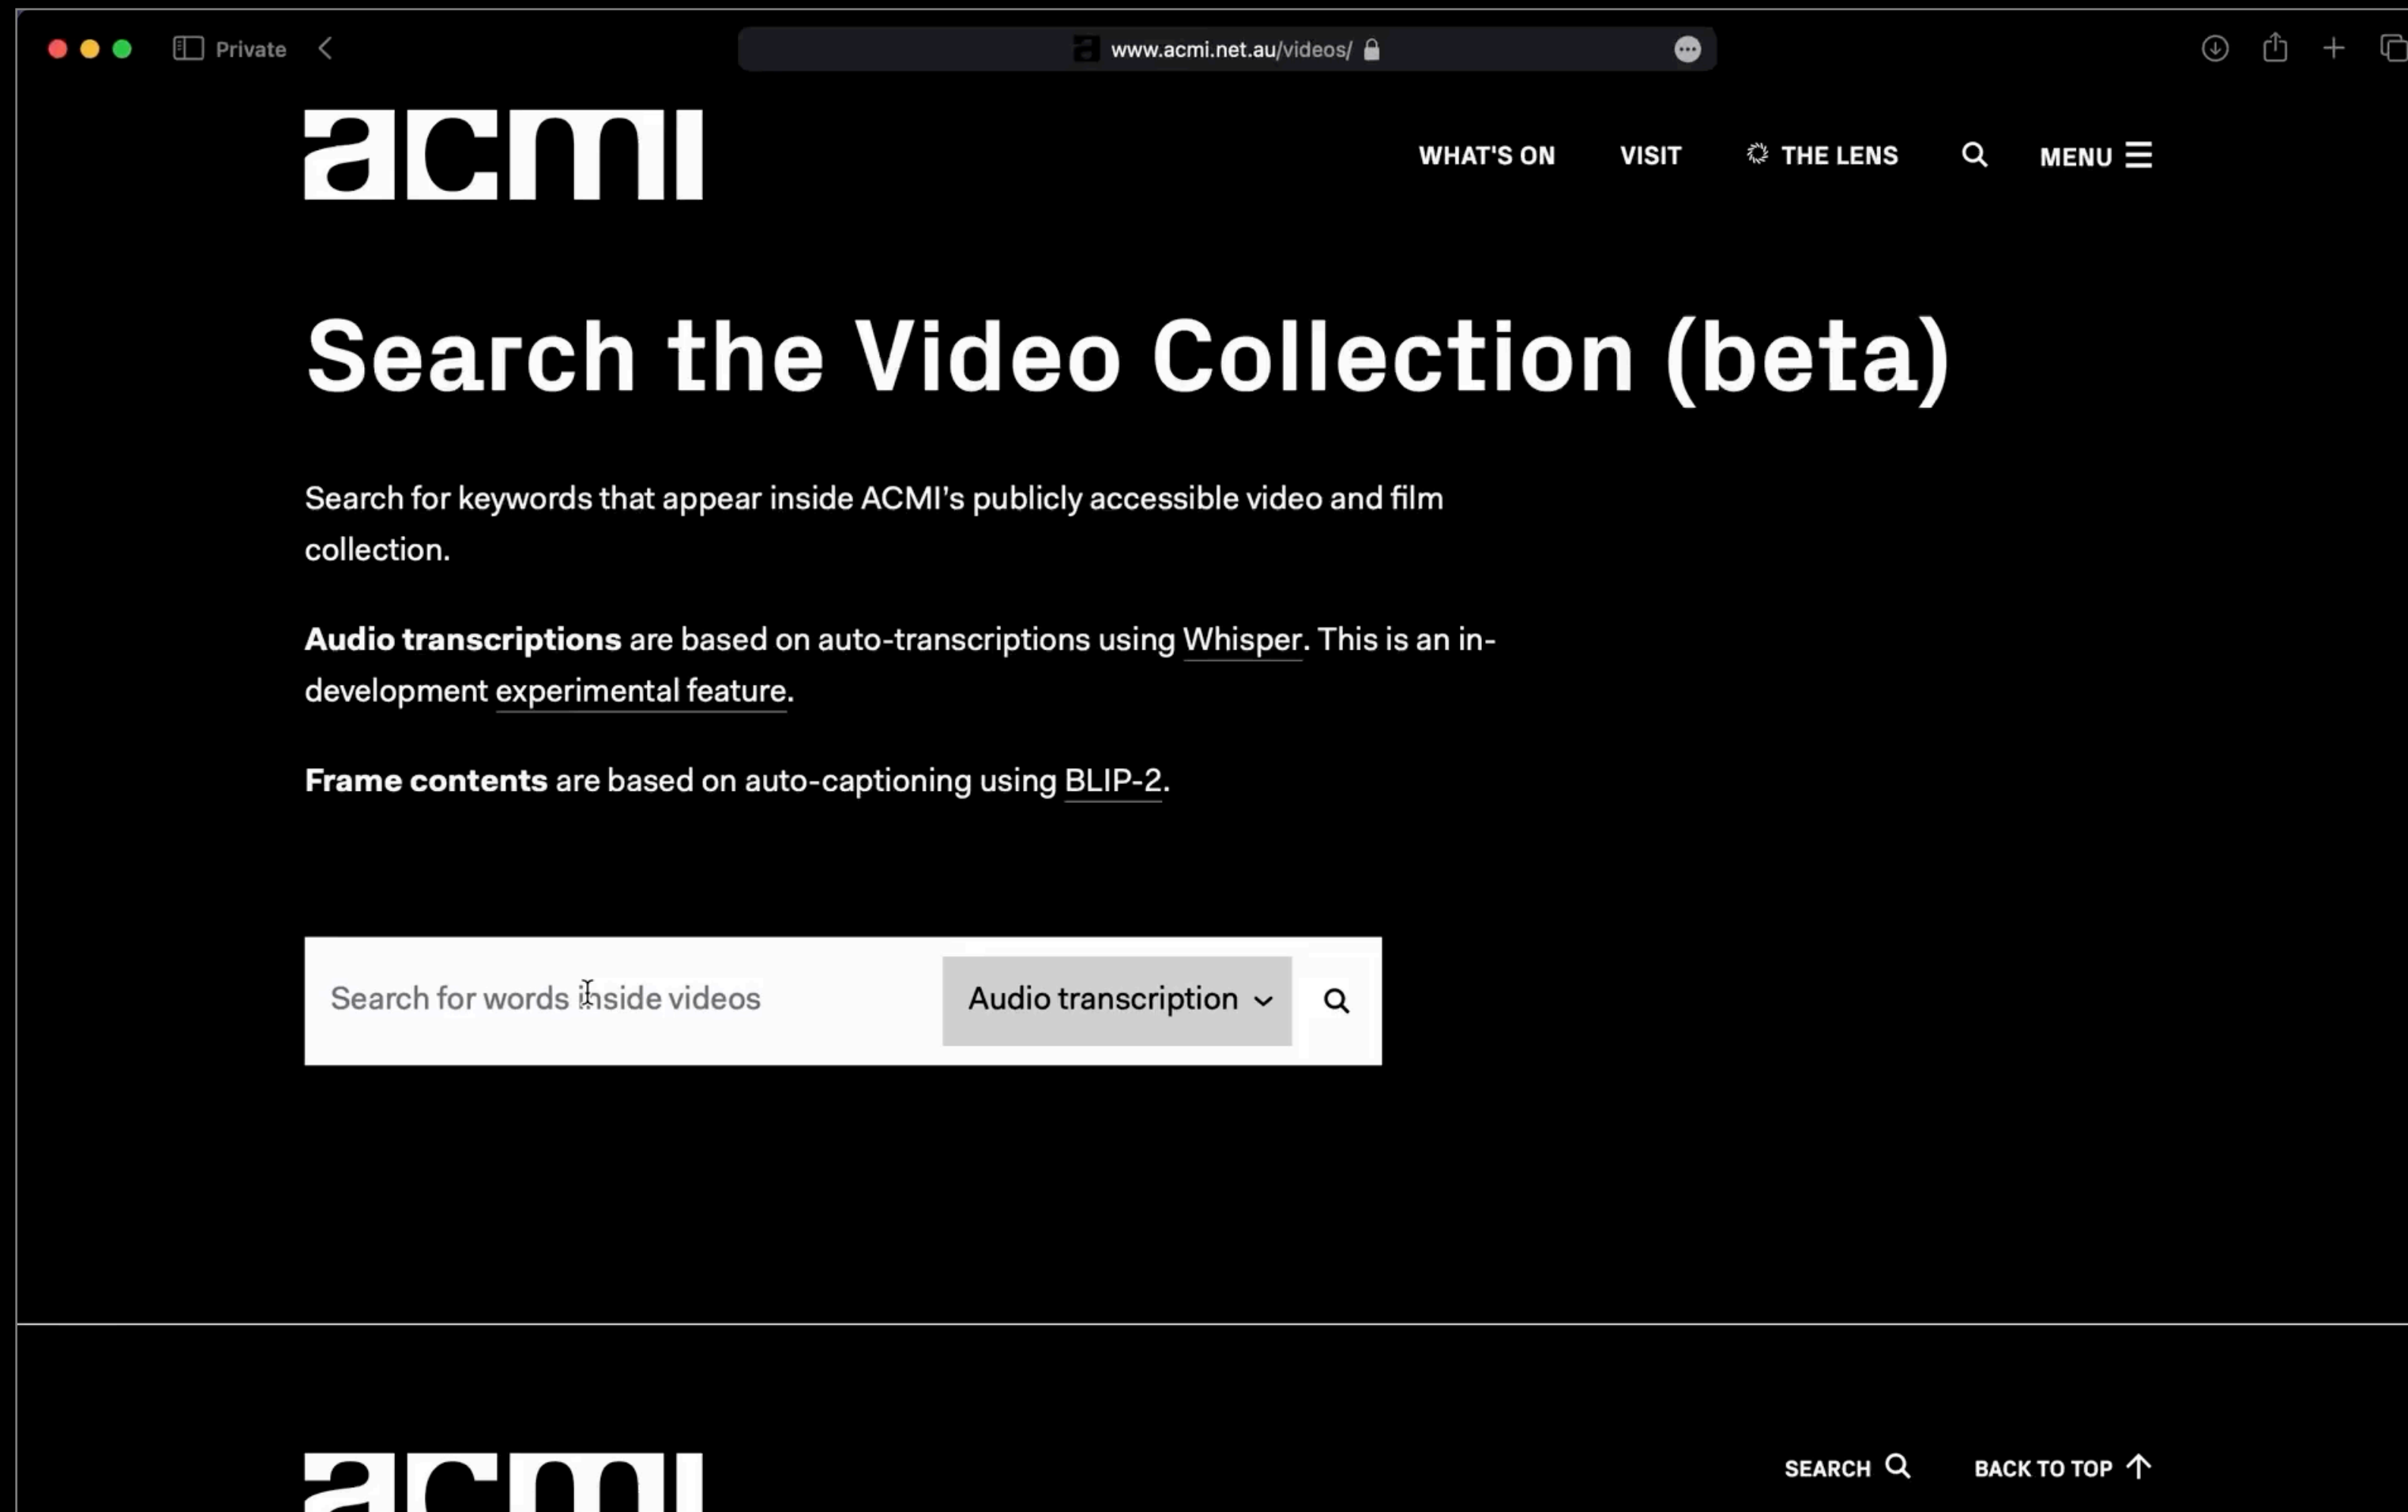 Private
www.acmi.net.au/videos/
acmi
WHAT'S ON VISIT THE LENS MENU
Search the Video Collection (beta)
Search for keywords that appear inside ACMI's publicly accessible video and film
collection.
Audio transcriptions are based on auto-transcriptions using Whisper. This is an in-
development experimental feature.
Frame contents are based on auto-captioning using BLIP-2.
Search for words inside videos
Audio transcription
acmi
SEARCH BACK TO TOP